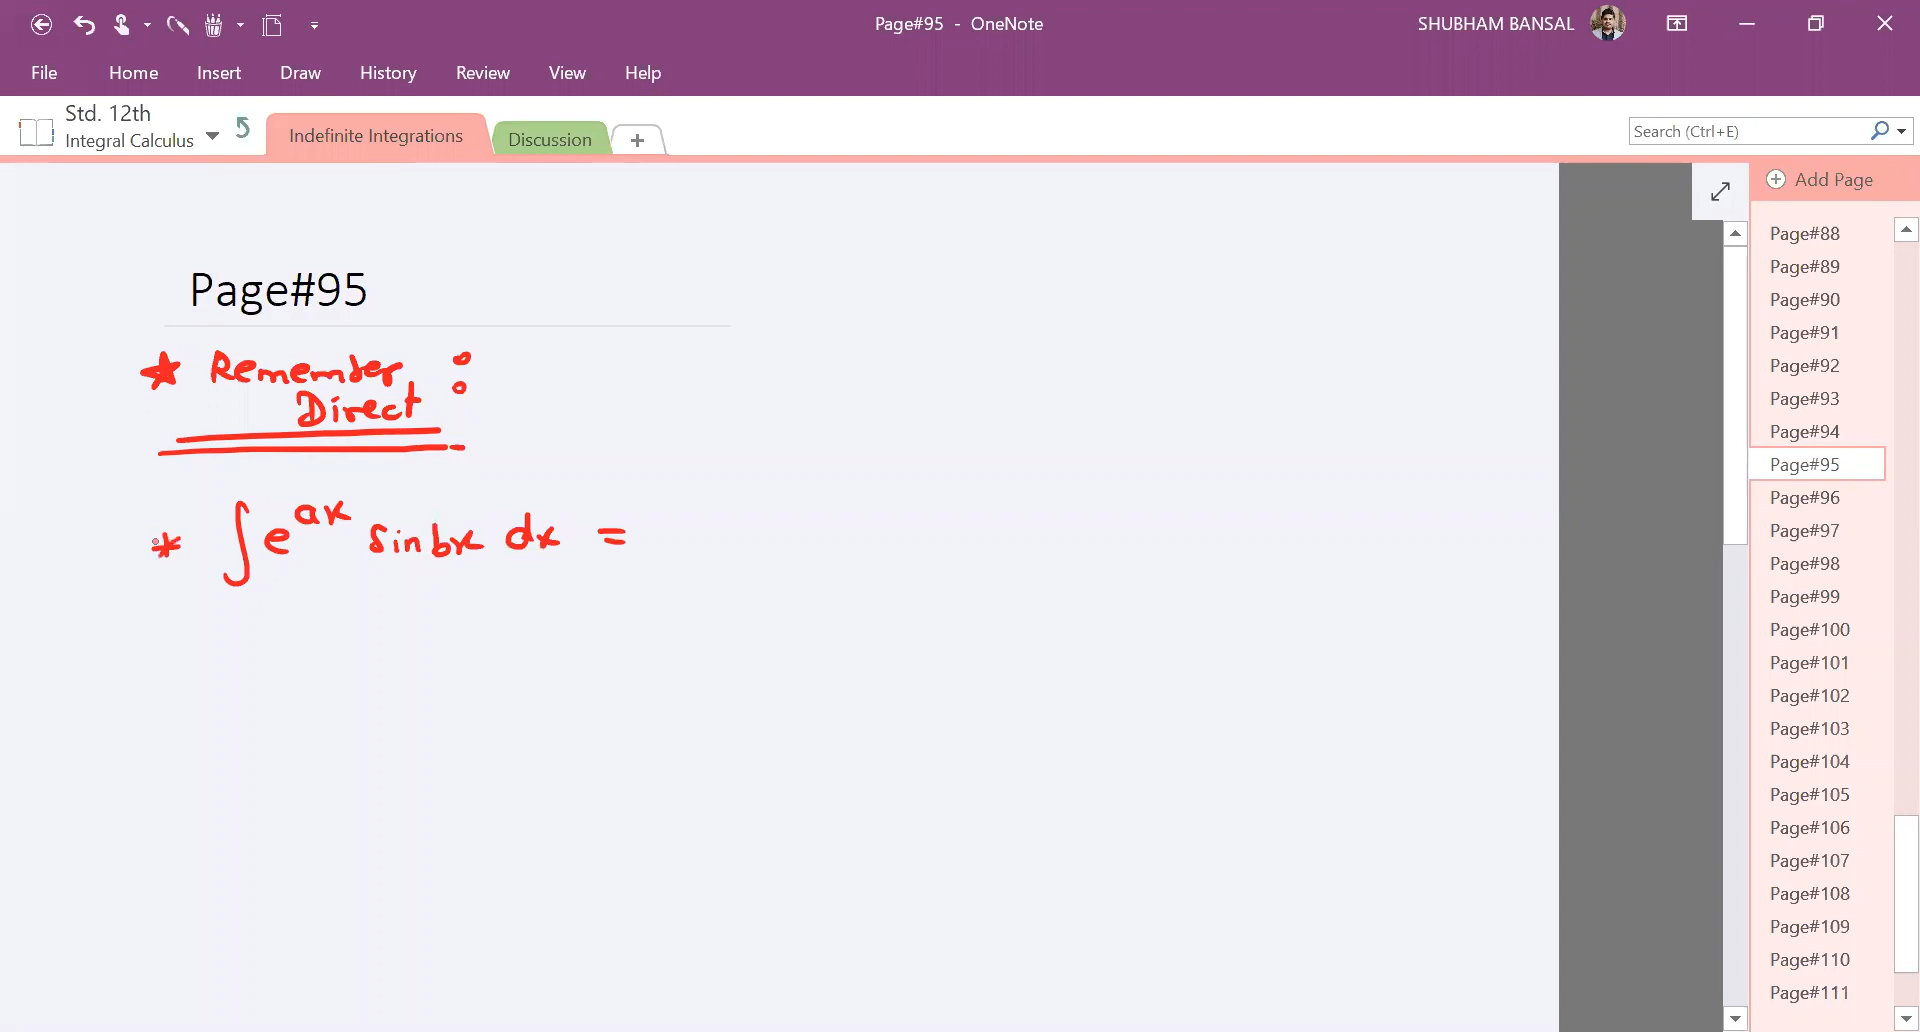 Page#95 - OneNote
SHUBHAM BANSAL
File Home Insert Draw History Review View Help
Std. 12th
Integral Calculus
Indefinite Integrations
Discussion
+
Search (Ctrl+E)
Add Page
Page#88
Page#89
Page#90
Page#91
Page#92
Page#93
Page#94
Page#95
Page#96
Page#97
Page#98
Page#99
Page#100
Page#101
Page#102
Page#103
Page#104
Page#105
Page#106
Page#107
Page#108
Page#109
Page#110
Page#111
Page#95
★ Remember :
Direct
* ∫ e^{ax} sin bx dx =